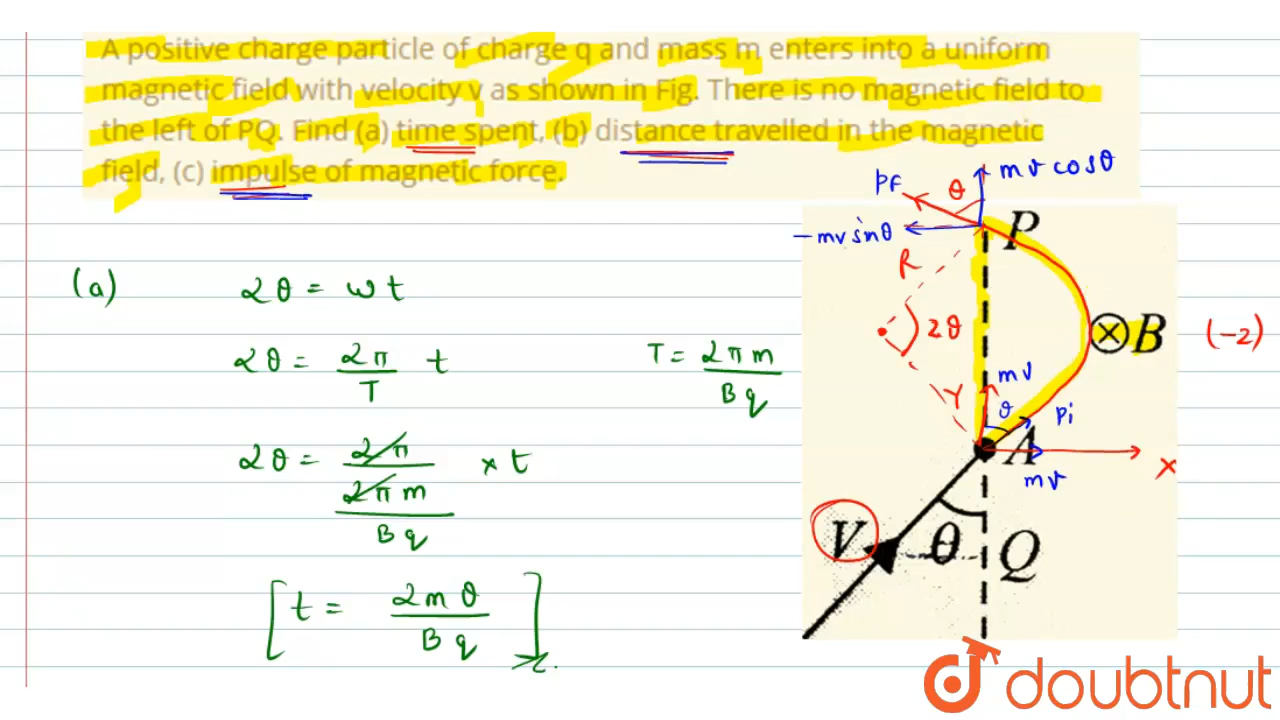 A positive charge particle of charge q and mass m enters into a uniform
magnetic field with velocity v as shown in Fig. There is no magnetic field to
the left of PQ. Find (a) time spent, (b) distance travelled in the magnetic
field, (c) impulse of magnetic force.
mv cosθ
PF
θ
-mv sinθ
P
R
2θ
B
(-2)
Y
mv
θ
Pi
A
mv
X
V
θ
Q
(a) 2θ = wt
2θ = 2π/T t
T = 2πm/Bq
2θ = 2π/(2πm/Bq) × t
[t = 2mθ/Bq]
doubtnut